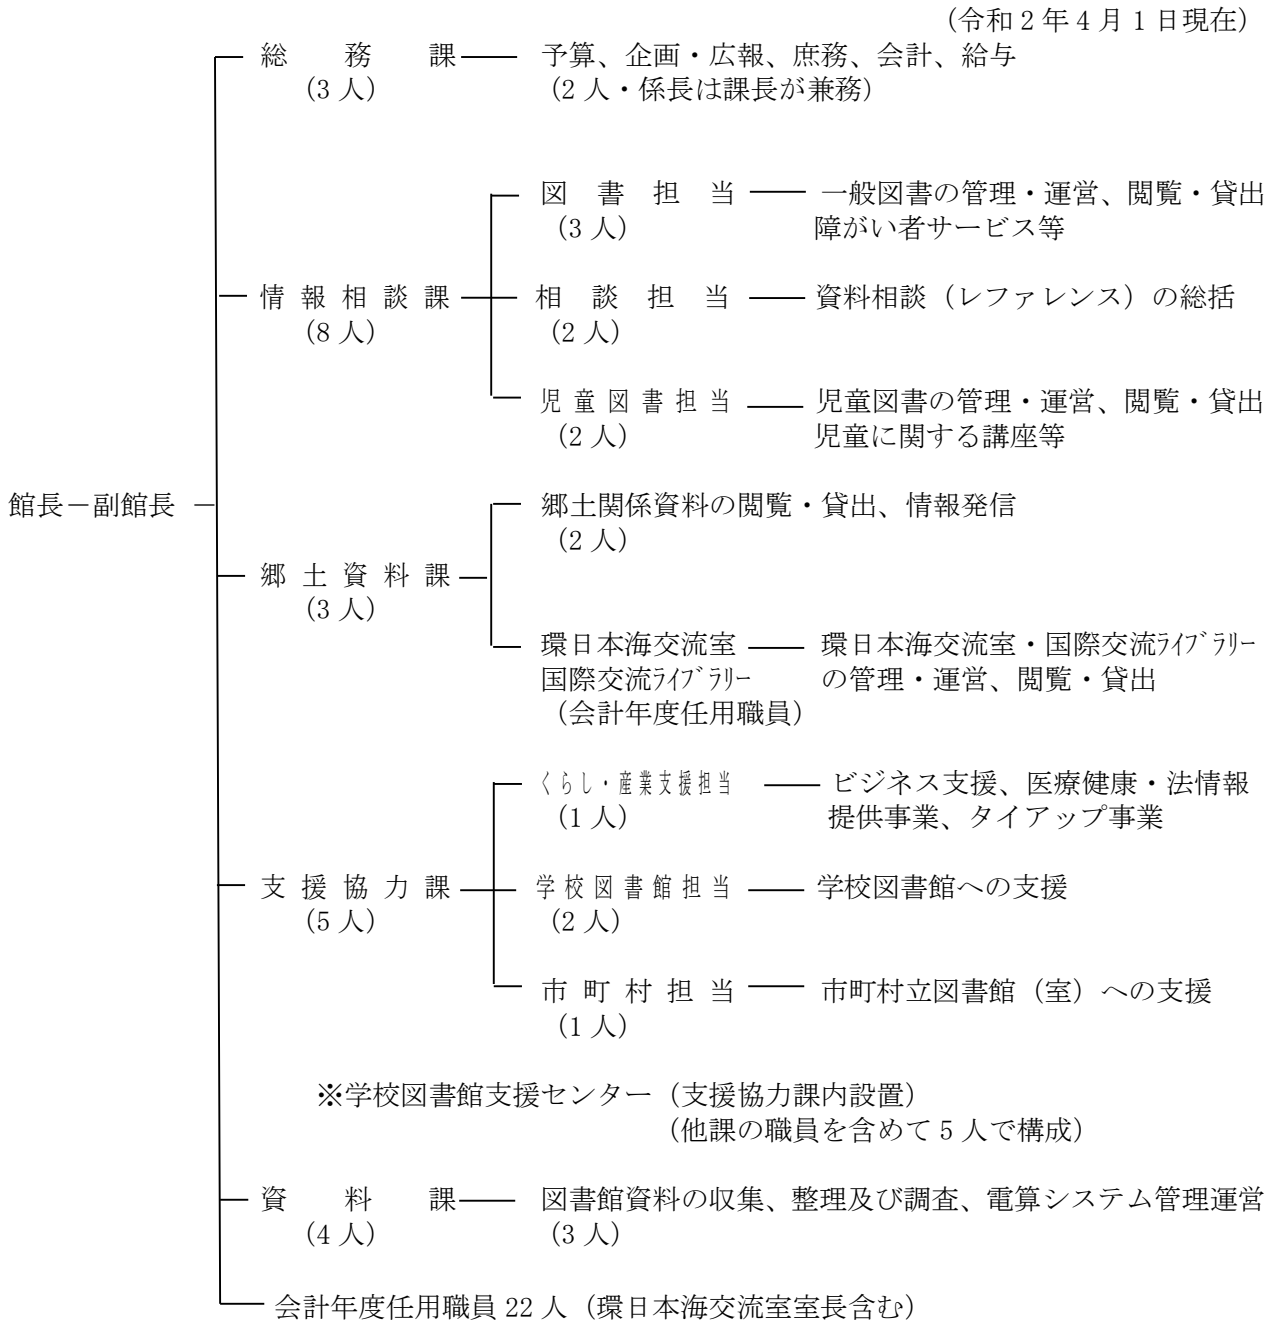 （令和２年４月１日現在）
総務課 予算、企画・広報、庶務、会計、給与
（3人） （2人・係長は課長が兼務）
図書担当 一般図書の管理・運営、閲覧・貸出
（3人） 障がい者サービス等
情報相談課 相談担当 資料相談（レファレンス）の総括
（8人） （2人）
児童図書担当 児童図書の管理・運営、閲覧・貸出
（2人） 児童に関する講座等
館長－副館長 郷土関係資料の閲覧・貸出、情報発信
（2人）
郷土資料課
（3人）
環日本海交流室 環日本海交流室・国際交流ﾗｲﾌﾞﾗﾘｰ
国際交流ﾗｲﾌﾞﾗﾘｰ の管理・運営、閲覧・貸出
（会計年度任用職員）
くらし・産業支援担当 ビジネス支援、医療健康・法情報
（1人） 提供事業、タイアップ事業
支援協力課 学校図書館担当 学校図書館への支援
（5人） （2人）
市町村担当 市町村立図書館（室）への支援
（1人）
※学校図書館支援センター（支援協力課内設置）
（他課の職員を含めて5人で構成）
資料課 図書館資料の収集、整理及び調査、電算システム管理運営
（4人） （3人）
会計年度任用職員22人（環日本海交流室室長含む）